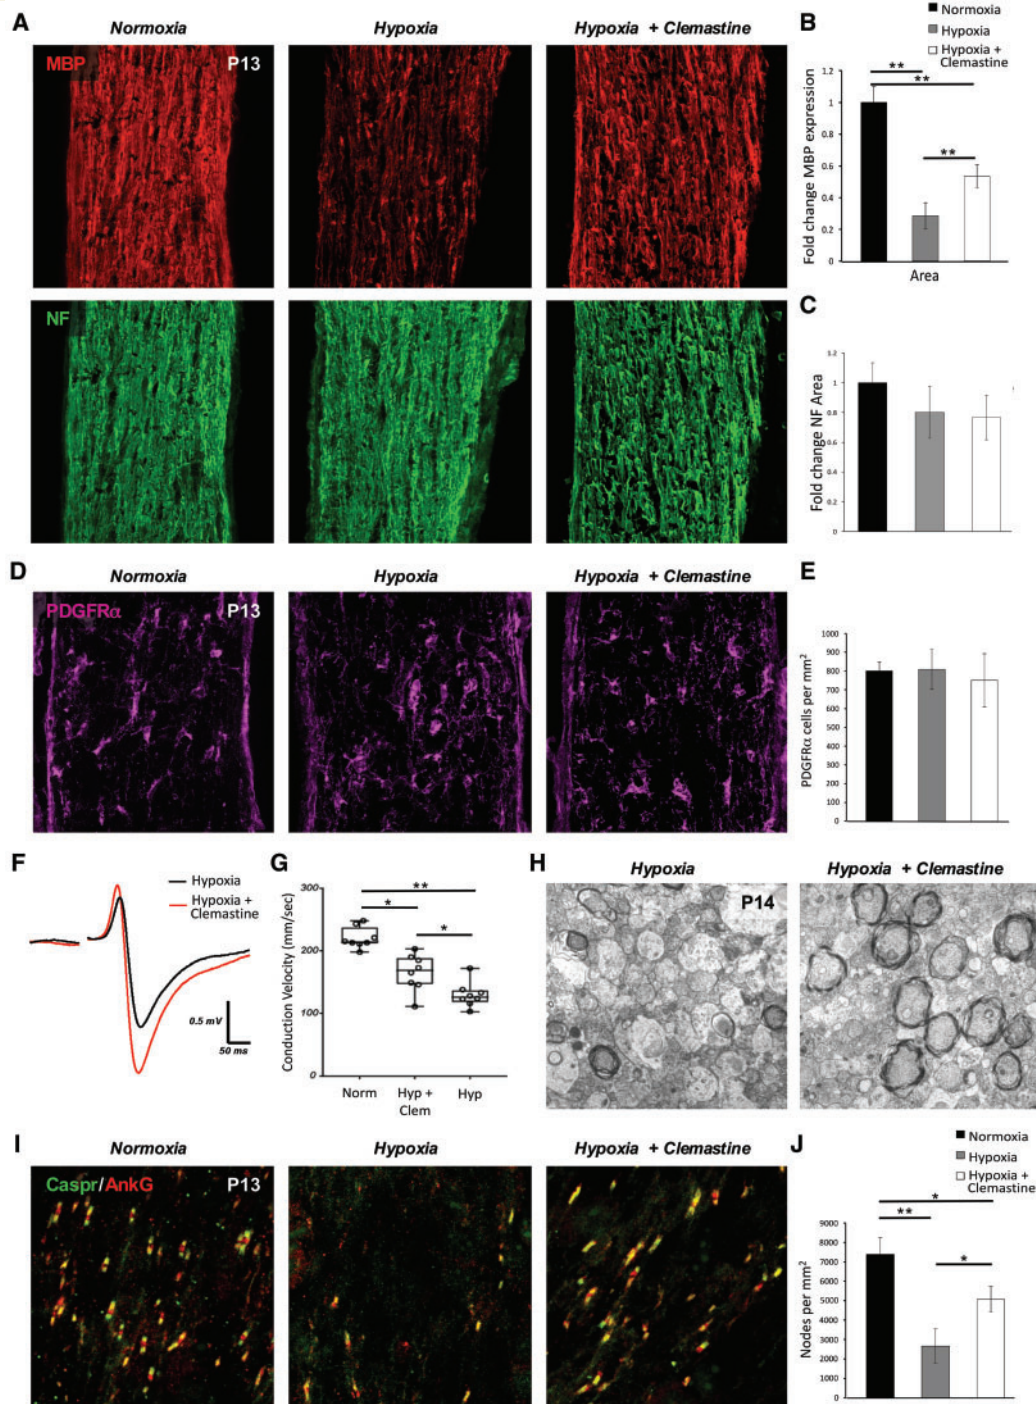 A
Normoxia
Hypoxia
Hypoxia + Clemastine
MBP
P13
NF
B
Normoxia
Hypoxia
Hypoxia +
Clemastine
**
**
**
Fold change MBP expression
1.2
1
0.8
0.6
0.4
0.2
0
Area
C
Fold change NF Area
1.2
1
0.8
0.6
0.4
0.2
0
D
Normoxia
Hypoxia
Hypoxia + Clemastine
PDGFRα
P13
E
PDGFRα cells per mm²
1000
900
800
700
600
500
400
300
200
100
0
F
Hypoxia
Hypoxia +
Clemastine
0.5 mV
50 ms
G
Conduction Velocity (mm/sec)
300
200
100
0
**
*
*
Norm
Hyp +
Clem
Hyp
H
Hypoxia
Hypoxia + Clemastine
P14
I
Normoxia
Hypoxia
Hypoxia + Clemastine
Caspr/AnkG
P13
J
Normoxia
Hypoxia
Hypoxia +
Clemastine
*
**
*
Nodes per mm²
9000
8000
7000
6000
5000
4000
3000
2000
1000
0